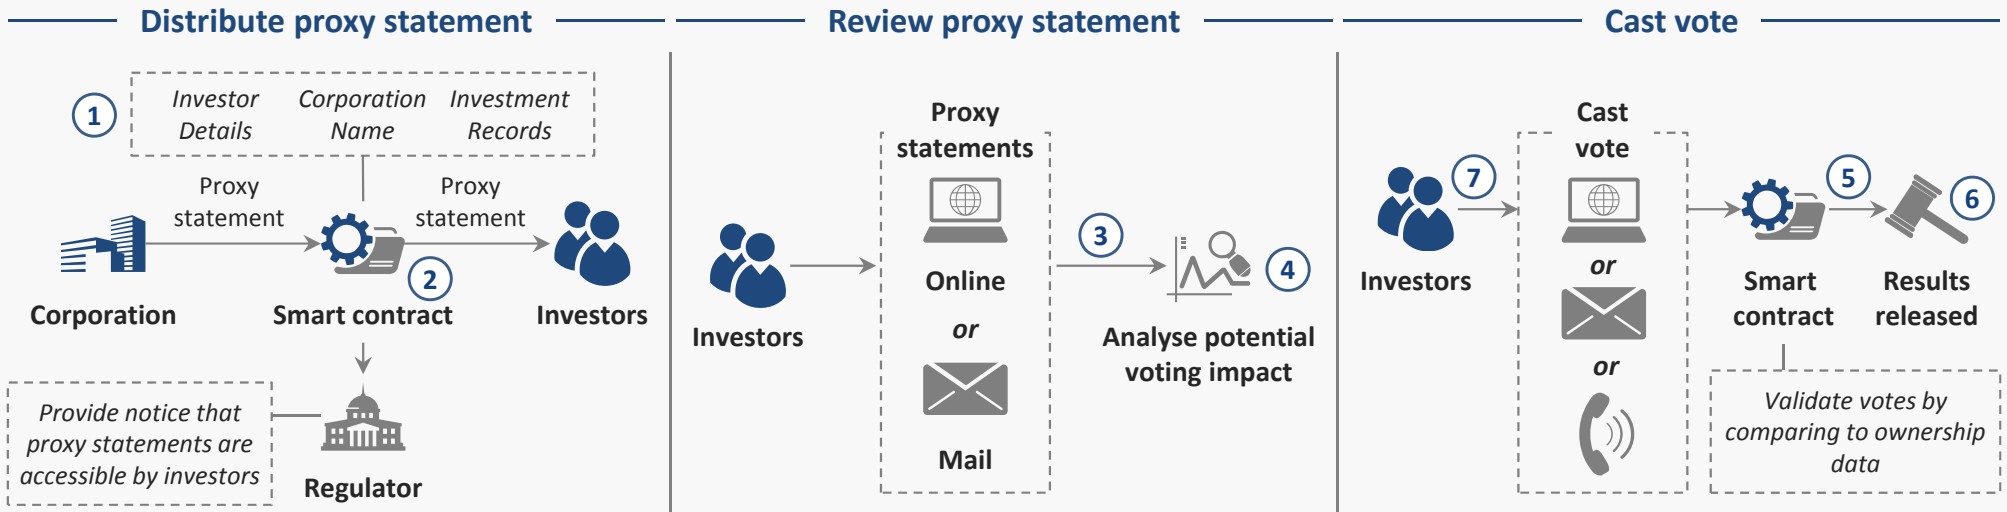 Distribute proxy statement
1
Investor
Details
Corporation
Name
Investment
Records
Proxy
statement
Proxy
statement
2
Corporation
Smart contract
Investors
Provide notice that
proxy statements are
accessible by investors
Regulator
Review proxy statement
Proxy
statements
Investors
Online
or
Mail
3
4
Analyse potential
voting impact
Cast vote
Investors
7
Cast
vote
or
or
5
6
Smart
contract
Results
released
Validate votes by
comparing to ownership
data